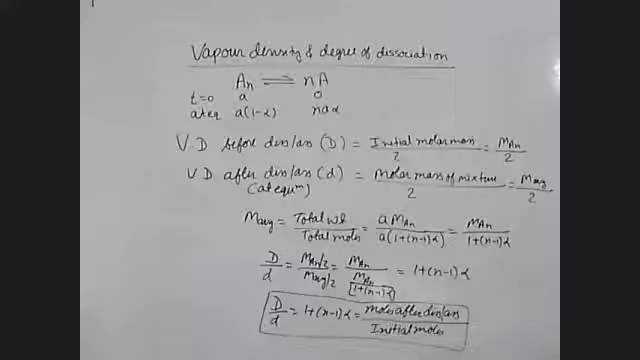 Vapour density & degree of dissociation
Aₙ ⇌ nA
t=0 a 0
at eq a(1-α) naα
V.D before diss/ass (D) = Initial molar mass/2 = M_Aₙ/2
V.D after diss/ass (d) = Molar mass of mixture/2 = M_avg/2
(at equm)
M_avg = Total wt/Total mols = a M_Aₙ/a(1+(n-1)α) = M_Aₙ/1+(n-1)α
D/d = M_Aₙ/2/M_avg/2 = M_Aₙ/M_Aₙ/[1+(n-1)α] = 1+(n-1)α
D/d = 1+(n-1)α = moles after diss/ass/Initial moles